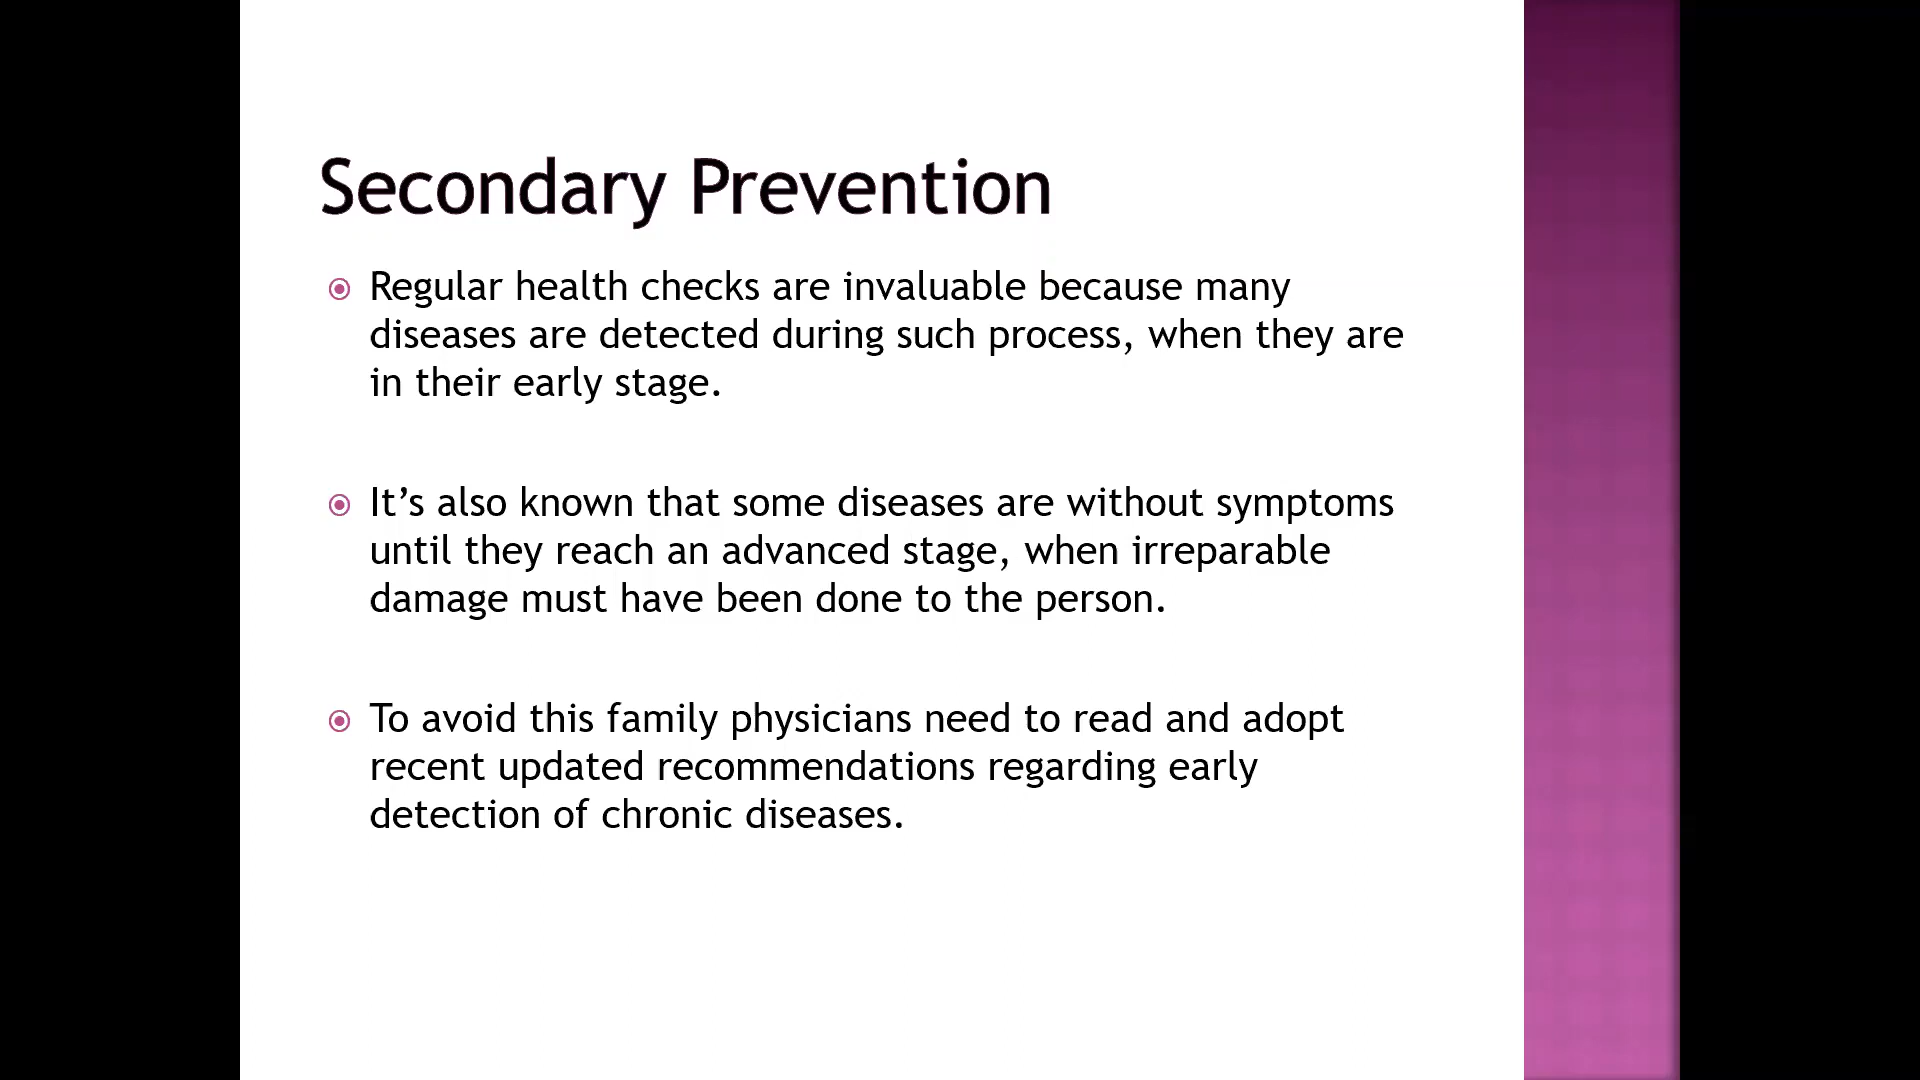 Secondary Prevention
Regular health checks are invaluable because many
diseases are detected during such process, when they are
in their early stage.
It’s also known that some diseases are without symptoms
until they reach an advanced stage, when irreparable
damage must have been done to the person.
To avoid this family physicians need to read and adopt
recent updated recommendations regarding early
detection of chronic diseases.